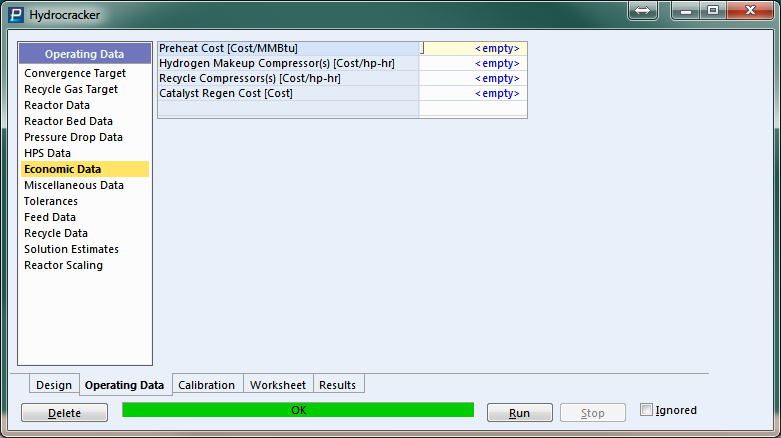 Hydrocracker
Operating Data
Convergence Target
Recycle Gas Target
Reactor Data
Reactor Bed Data
Pressure Drop Data
HPS Data
Economic Data
Miscellaneous Data
Tolerances
Feed Data
Recycle Data
Solution Estimates
Reactor Scaling
Preheat Cost [Cost/MMBtu] <empty>
Hydrogen Makeup Compressor(s) [Cost/hp-hr] <empty>
Recycle Compressors(s) [Cost/hp-hr] <empty>
Catalyst Regen Cost [Cost] <empty>
Design Operating Data Calibration Worksheet Results
Delete OK Run Stop Ignored